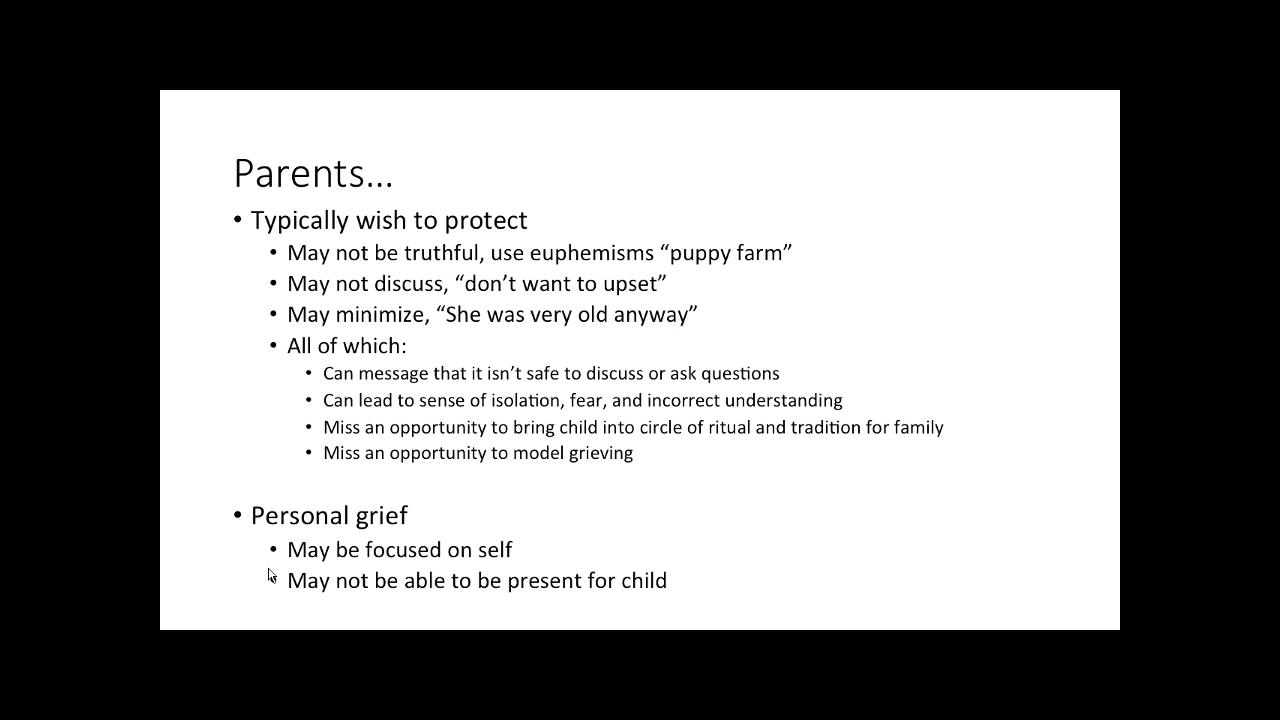 Parents...
• Typically wish to protect
• May not be truthful, use euphemisms “puppy farm”
• May not discuss, “don’t want to upset”
• May minimize, “She was very old anyway”
• All of which:
• Can message that it isn’t safe to discuss or ask questions
• Can lead to sense of isolation, fear, and incorrect understanding
• Miss an opportunity to bring child into circle of ritual and tradition for family
• Miss an opportunity to model grieving
• Personal grief
• May be focused on self
May not be able to be present for child